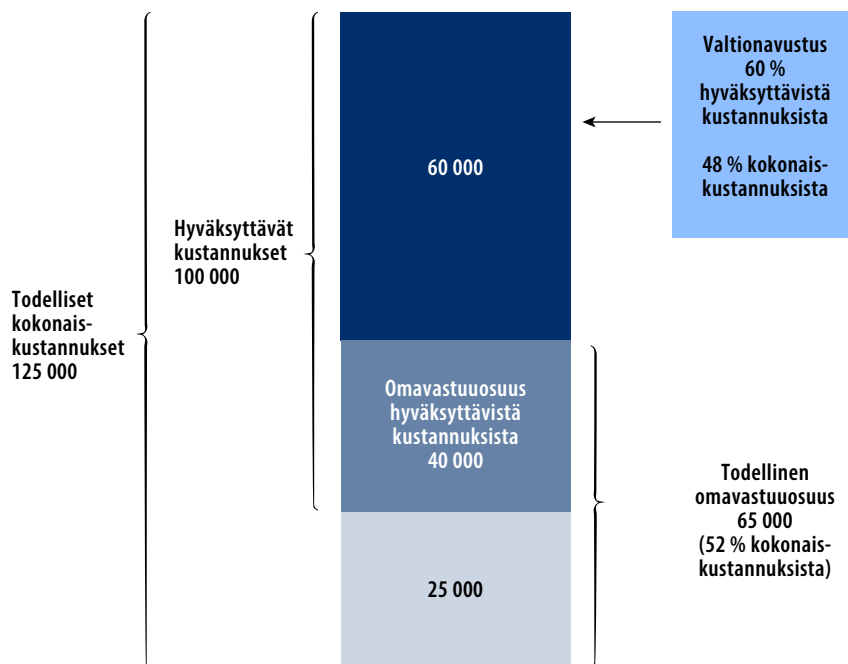 Todelliset
kokonais-
kustannukset
125 000
Hyväksyttävät
kustannukset
100 000
60 000
Omavastuuosuus
hyväksyttävistä
kustannuksista
40 000
25 000
Valtionavustus
60 %
hyväksyttävistä
kustannuksista
48 % kokonais-
kustannuksista
Todellinen
omavastuuosuus
65 000
(52 % kokonais-
kustannuksista)